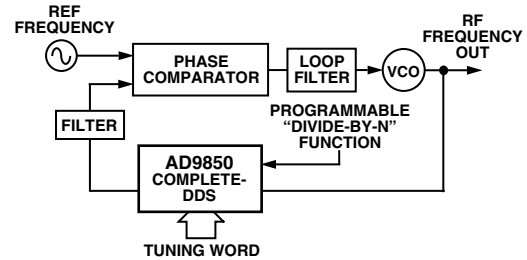 REF
FREQUENCY
RF
FREQUENCY
OUT
PHASE
COMPARATOR
LOOP
FILTER
VCO
FILTER
PROGRAMMABLE
“DIVIDE-BY-N”
FUNCTION
AD9850
COMPLETE-
DDS
TUNING WORD